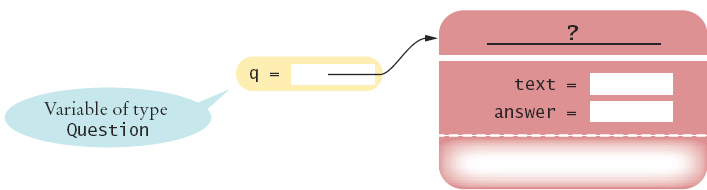 ?
q =
text =
answer =
Variable of type
Question